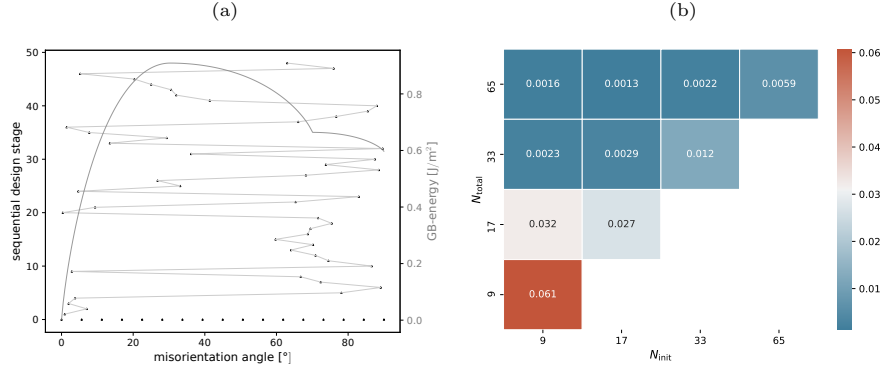 (a)
50
40
30
20
10
0
sequential design stage
0 20 40 60 80
misorientation angle [°]
0.8
0.6
0.4
0.2
0.0
GB-energy [J/m²]
(b)
65
33
17
9
N_total
0.0016 0.0013 0.0022 0.0059
0.0023 0.0029 0.012
0.032 0.027
0.061
9 17 33 65
N_init
0.06
0.05
0.04
0.03
0.02
0.01